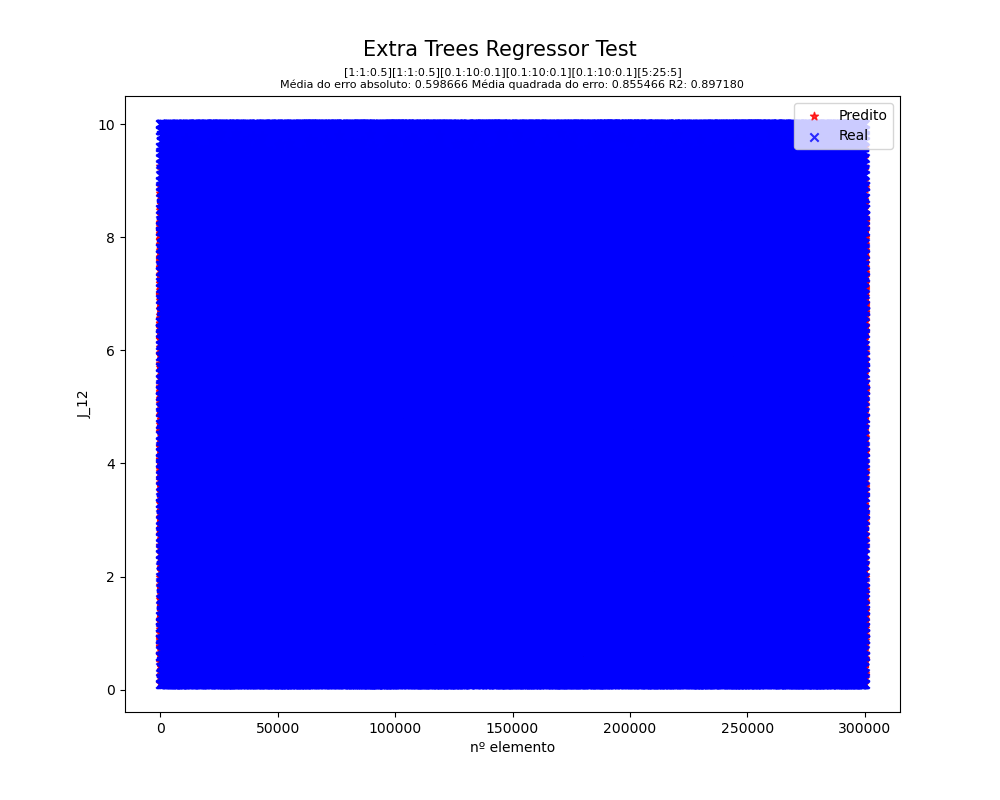 Extra Trees Regressor Test
[1:1:0.5][1:1:0.5][0.1:10:0.1][0.1:10:0.1][0.1:10:0.1][5:25:5]
Média do erro absoluto: 0.598666 Média quadrada do erro: 0.855466 R2: 0.897180
Predito
Real
10
8
6
4
2
0
J_12
0
50000
100000
150000
200000
250000
300000
nº elemento